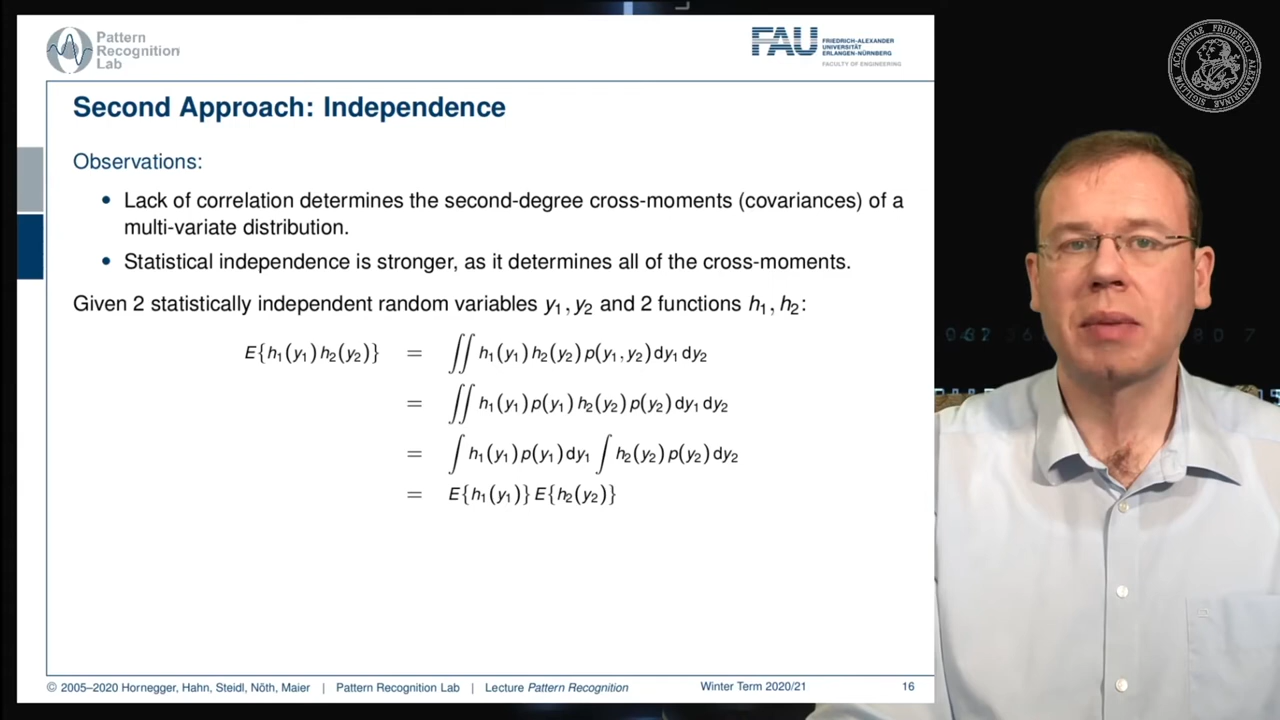 Pattern
Recognition
Lab
FAU
FRIEDRICH-ALEXANDER
UNIVERSITÄT
ERLANGEN-NÜRNBERG
FACULTY OF ENGINEERING
Second Approach: Independence
Observations:
• Lack of correlation determines the second-degree cross-moments (covariances) of a
multi-variate distribution.
• Statistical independence is stronger, as it determines all of the cross-moments.
Given 2 statistically independent random variables y₁, y₂ and 2 functions h₁, h₂:
E{h₁(y₁)h₂(y₂)} = ∬ h₁(y₁)h₂(y₂)p(y₁,y₂)dy₁dy₂
= ∬ h₁(y₁)p(y₁)h₂(y₂)p(y₂)dy₁dy₂
= ∫ h₁(y₁)p(y₁)dy₁ ∫ h₂(y₂)p(y₂)dy₂
= E{h₁(y₁)}E{h₂(y₂)}
© 2005–2020 Hornegger, Hahn, Steidl, Nöth, Maier | Pattern Recognition Lab | Lecture Pattern Recognition Winter Term 2020/21 16